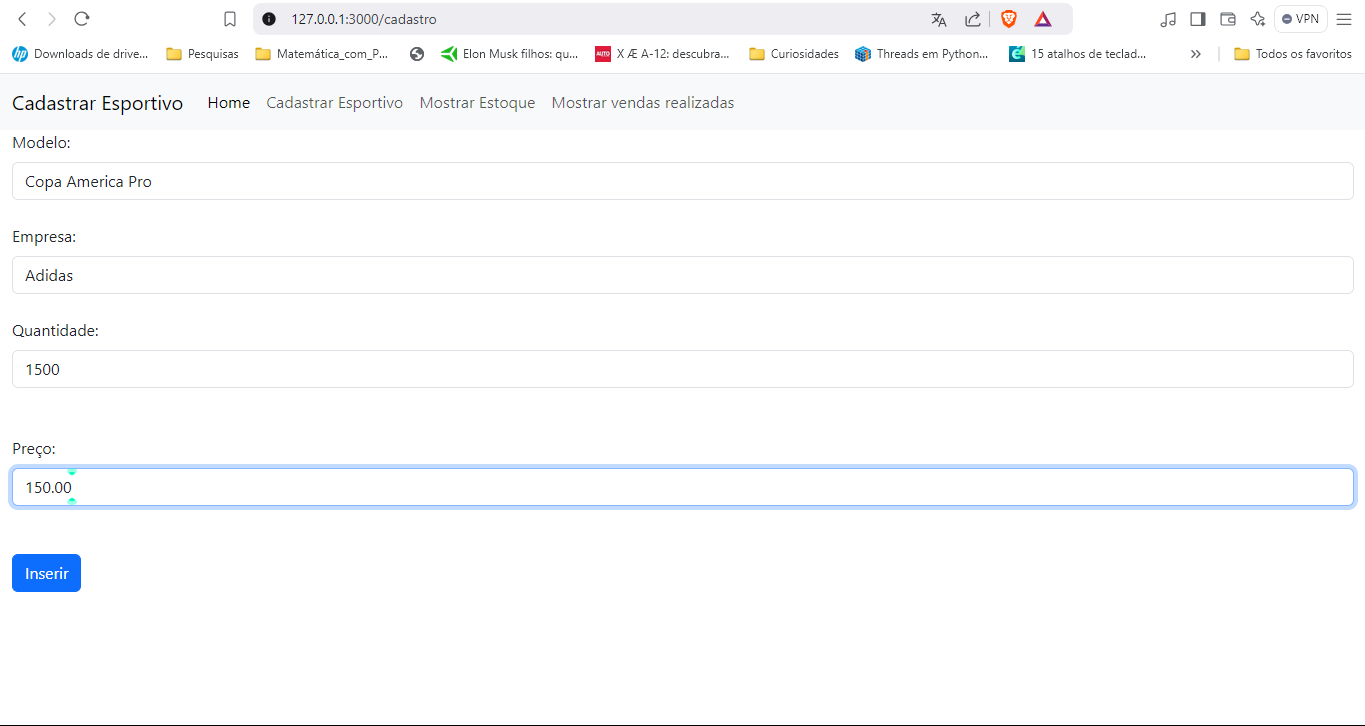 127.0.0.1:3000/cadastro
VPN
hp Downloads de drive... Pesquisas Matemática_com_P... Elon Musk filhos: qu... AUTO X Æ A-12: descubra... Curiosidades Threads em Python... 15 atalhos de teclad... » Todos os favoritos
Cadastrar Esportivo Home Cadastrar Esportivo Mostrar Estoque Mostrar vendas realizadas
Modelo:
Copa America Pro
Empresa:
Adidas
Quantidade:
1500
Preço:
150.00
Inserir